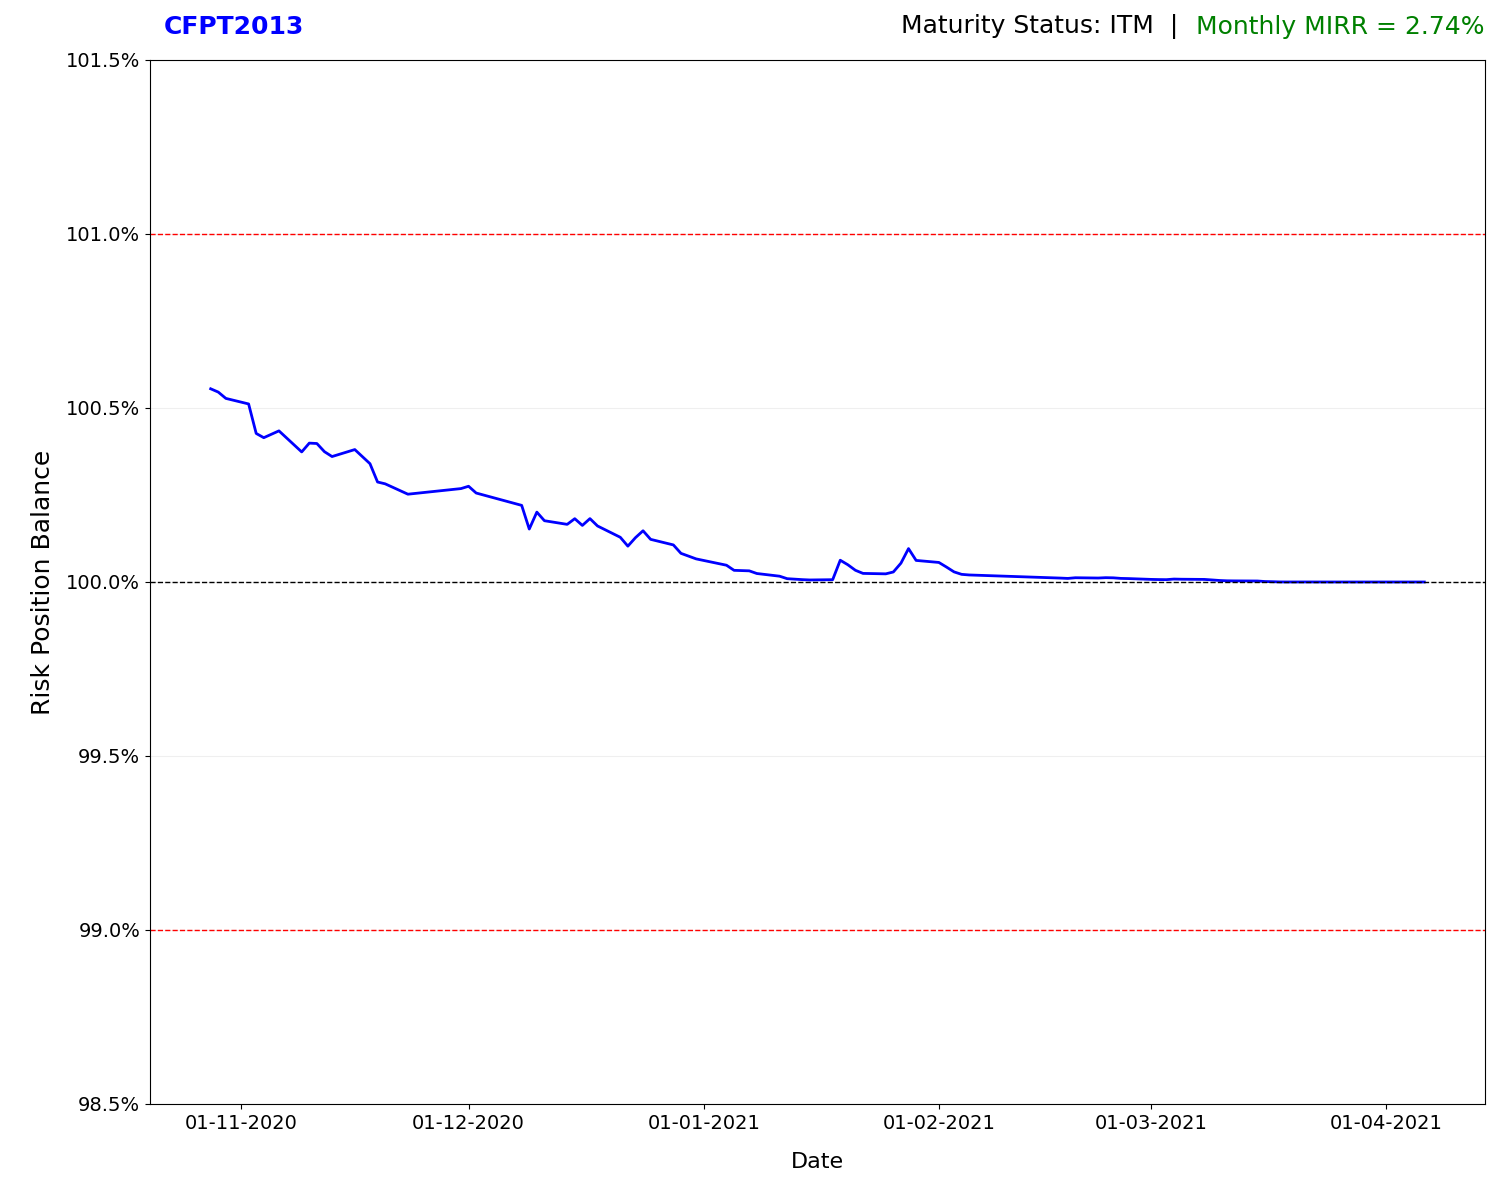 CFPT2013
Maturity Status: ITM | Monthly MIRR = 2.74%
101.5%
101.0%
100.5%
100.0%
99.5%
99.0%
98.5%
Risk Position Balance
01-11-2020 01-12-2020 01-01-2021 01-02-2021 01-03-2021 01-04-2021
Date